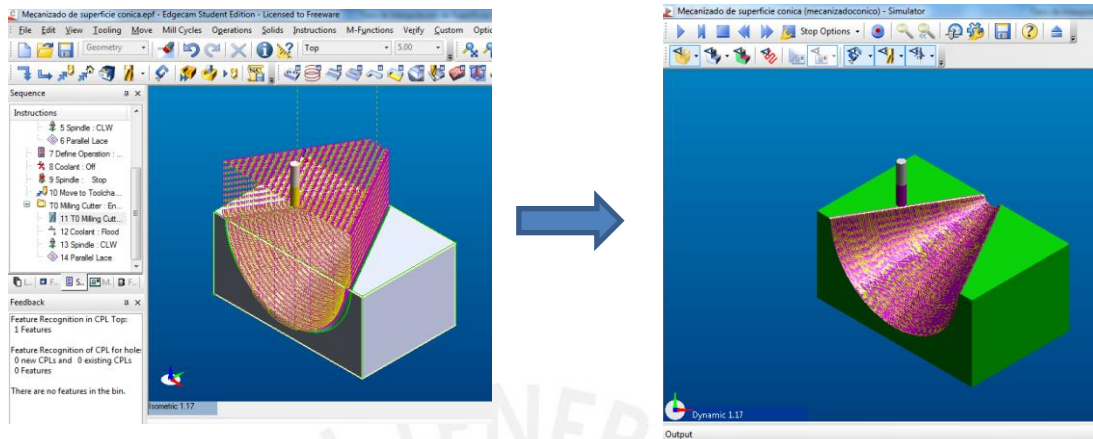 Mecanizado de superficie conica.epf - Edgecam Student Edition - Licensed to Freeware
File Edit View Tooling Move Mill Cycles Operations Solids Instructions M-Functions Verify Custom Optic
Geometry
Top
5.00
Sequence
Instructions
5 Spindle : CLW
6 Parallel Lace
7 Define Operation : ...
8 Coolant : Off
9 Spindle : Stop
10 Move to Toolcha...
T0 Milling Cutter : En...
11 T0 Milling Cutt...
12 Coolant : Flood
13 Spindle : CLW
14 Parallel Lace
L... F... S... M... F...
Feedback
Feature Recognition in CPL Top:
1 Features
Feature Recognition of CPL for hole:
0 new CPLs and 0 existing CPLs
0 Features
There are no features in the bin.
Isometric 1.17
Mecanizado de superficie conica (mecanizadoconico) - Simulator
Stop Options
Dynamic 1.17
Output